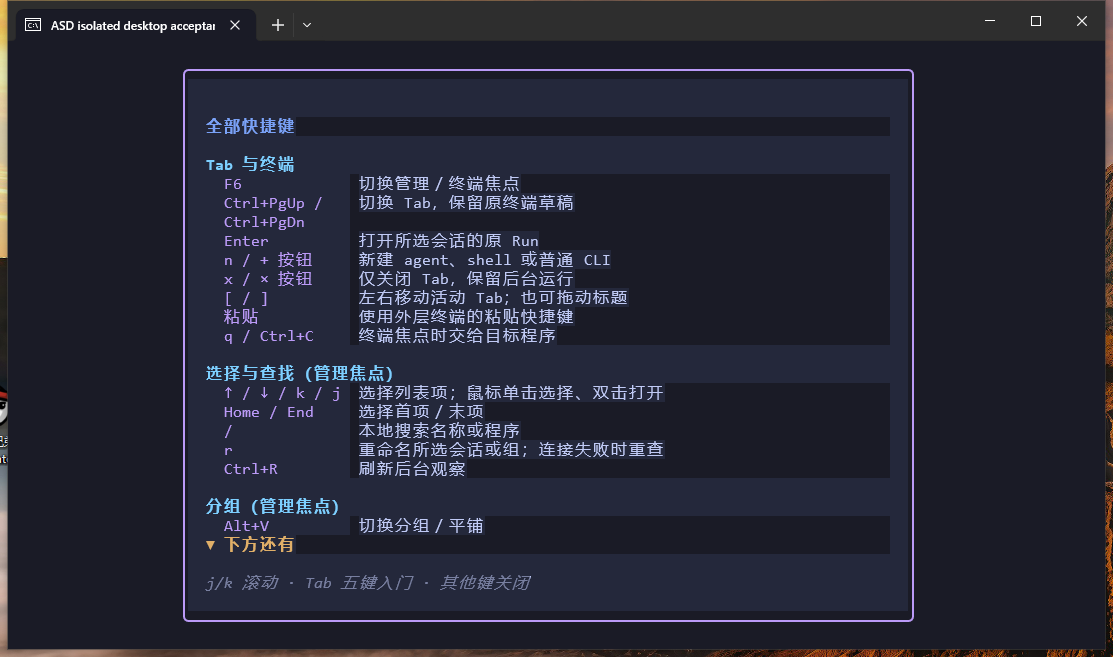 ASD isolated desktop acceptar
全部快捷键
Tab 与终端
F6 切换管理 / 终端焦点
Ctrl+PgUp / 切换 Tab, 保留原终端草稿
Ctrl+PgDn
Enter 打开所选会话的原 Run
n / + 按钮 新建 agent、shell 或普通 CLI
x / × 按钮 仅关闭 Tab, 保留后台运行
[ / ] 左右移动活动 Tab; 也可拖动标题
粘贴 使用外层终端的粘贴快捷键
q / Ctrl+C 终端焦点时交给目标程序
选择与查找 (管理焦点)
↑ / ↓ / k / j 选择列表项; 鼠标单击选择、双击打开
Home / End 选择首项 / 末项
/ 本地搜索名称或程序
r 重命名所选会话或组; 连接失败时重查
Ctrl+R 刷新后台观察
分组 (管理焦点)
Alt+V 切换分组 / 平铺
▼ 下方还有
j/k 滚动 · Tab 五键入门 · 其他键关闭